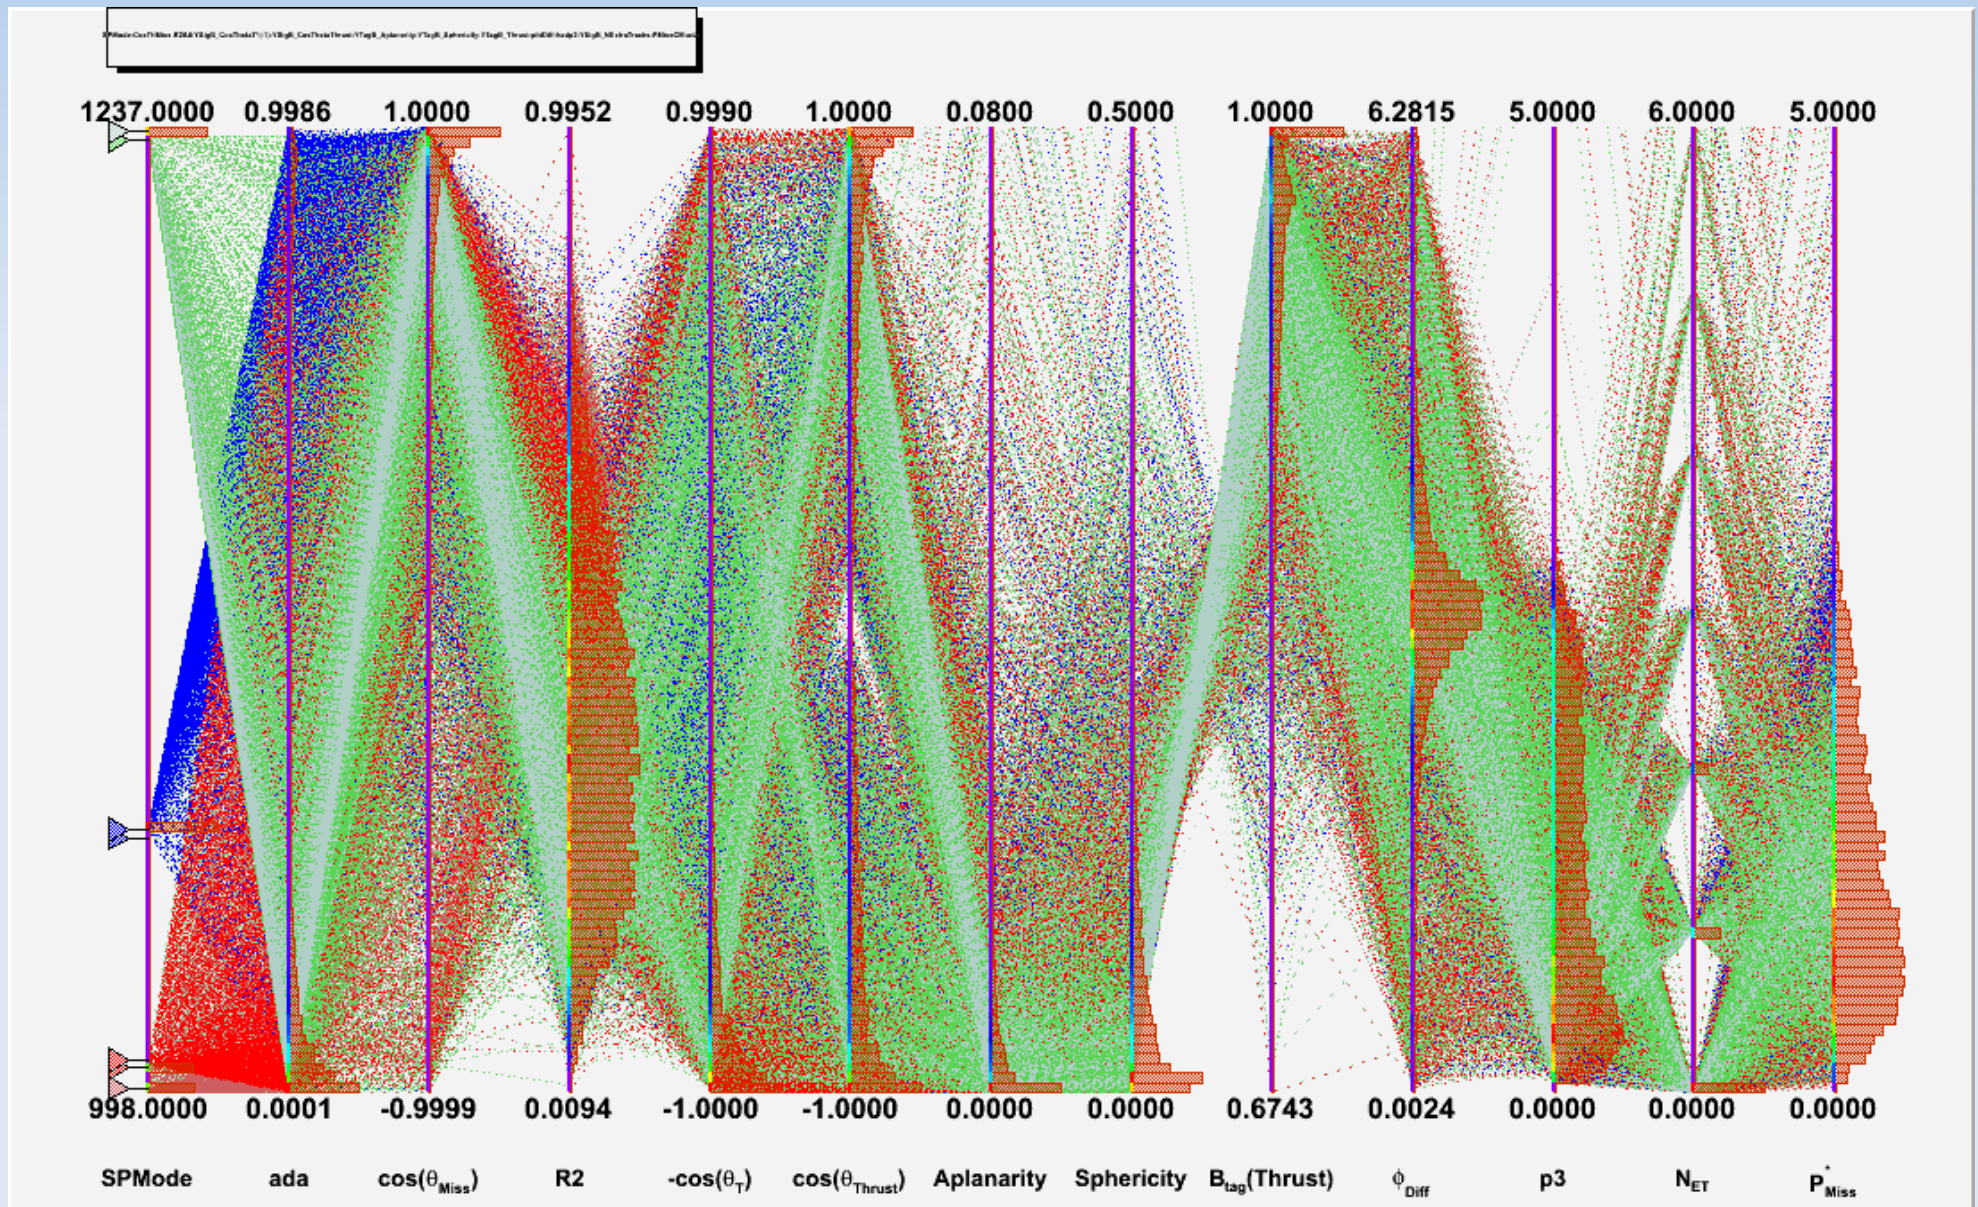 1237.0000 0.9986 1.0000 0.9952 0.9990 1.0000 0.0800 0.5000 1.0000 6.2815 5.0000 6.0000 5.0000
998.0000 0.0001 -0.9999 0.0094 -1.0000 -1.0000 0.0000 0.0000 0.6743 0.0024 0.0000 0.0000 0.0000
SPMode ada cos(θMiss) R2 -cos(θT) cos(θThrust) Aplanarity Sphericity Btag(Thrust) ϕDiff p3 NET P*Miss